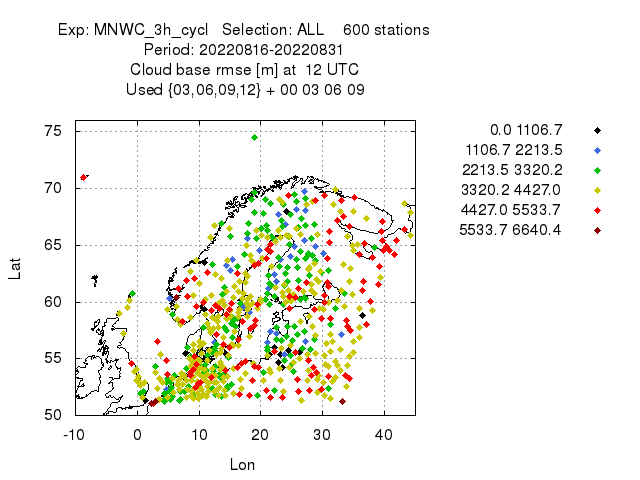 Exp: MNWC_3h_cycl   Selection: ALL    600 stations
Period: 20220816-20220831
Cloud base rmse [m] at  12 UTC
Used {03,06,09,12} + 00 03 06 09
75
70
65
60
55
50
Lat
-10 0 10 20 30 40
Lon
0.0 1106.7
1106.7 2213.5
2213.5 3320.2
3320.2 4427.0
4427.0 5533.7
5533.7 6640.4